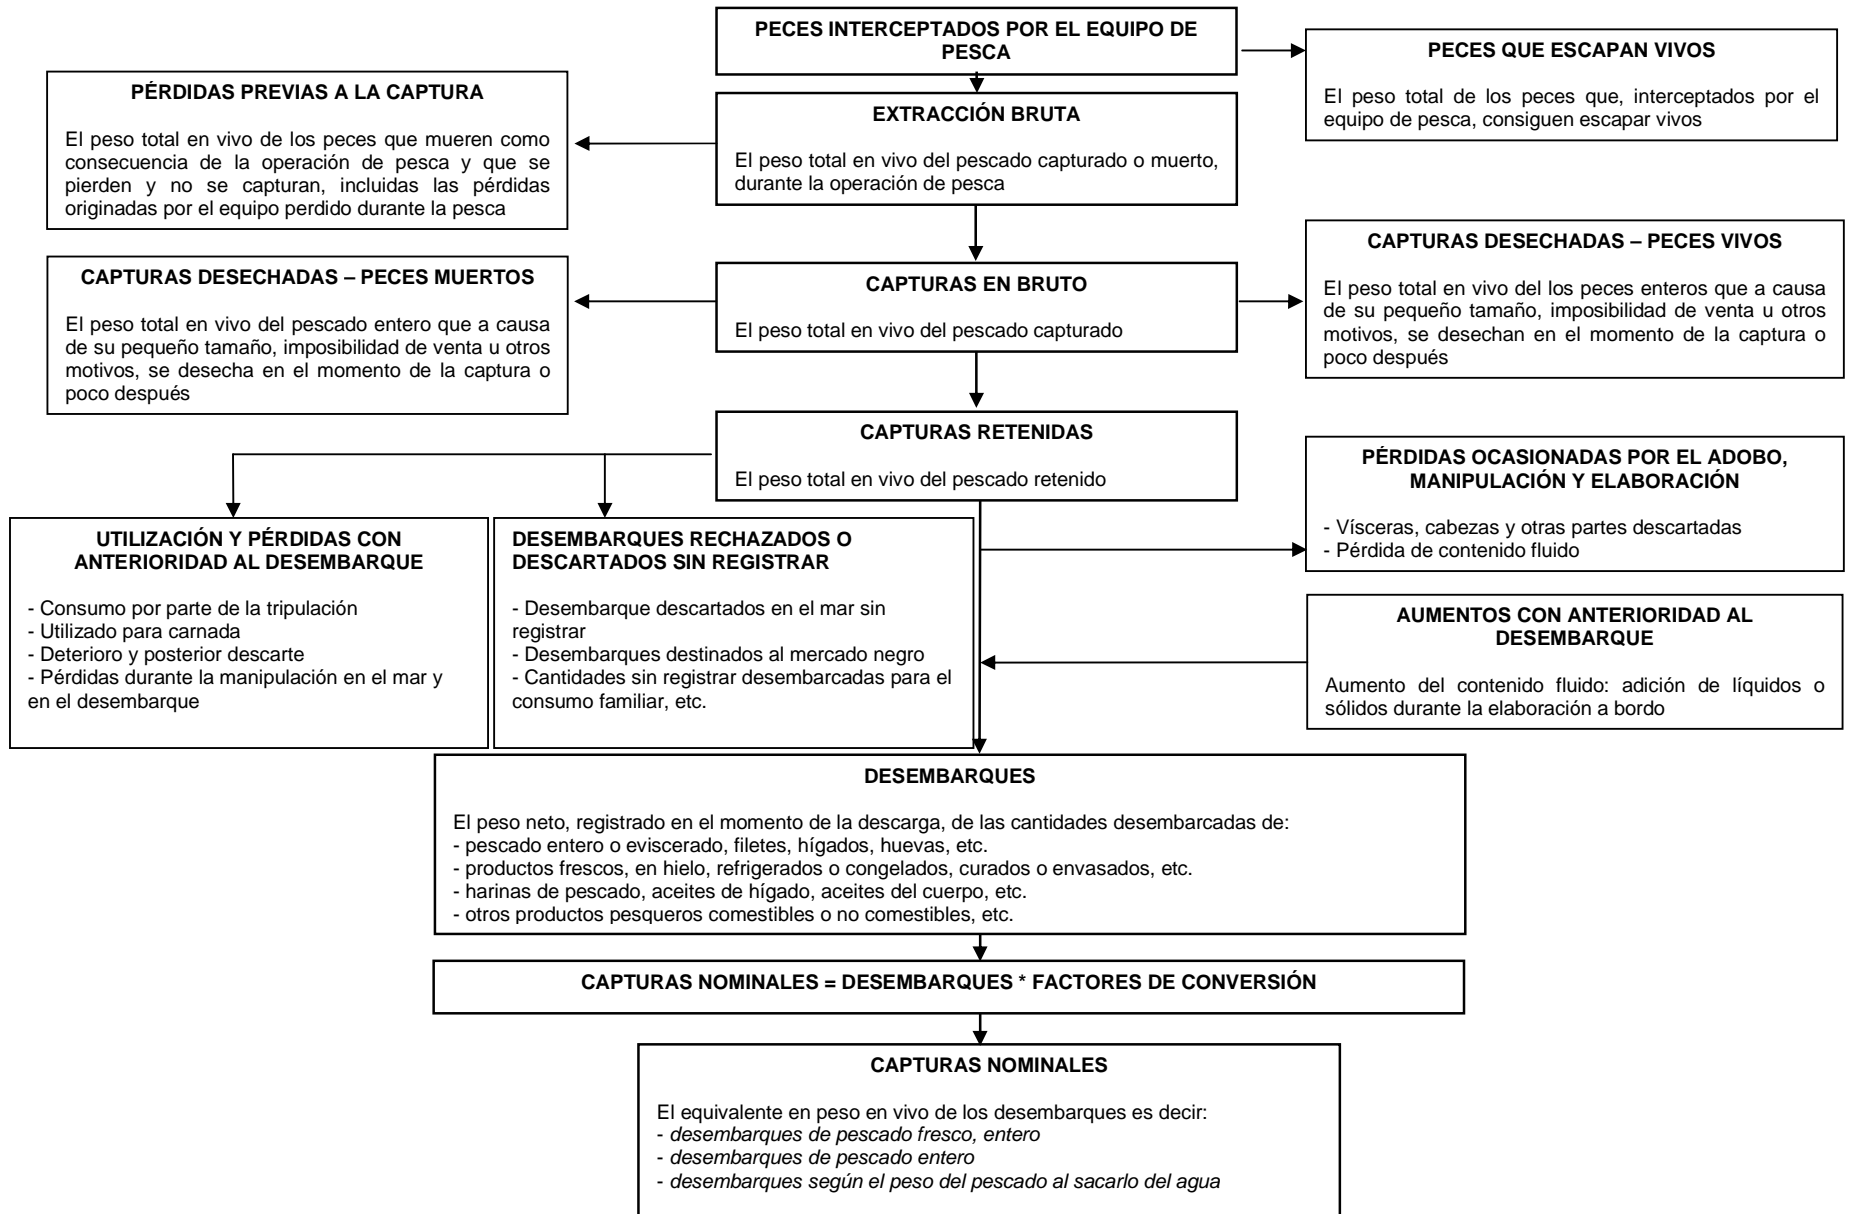 PECES INTERCEPTADOS POR EL EQUIPO DE
PESCA
PECES QUE ESCAPAN VIVOS
El peso total de los peces que, interceptados por el
equipo de pesca, consiguen escapar vivos
PÉRDIDAS PREVIAS A LA CAPTURA
El peso total en vivo de los peces que mueren como
consecuencia de la operación de pesca y que se
pierden y no se capturan, incluidas las pérdidas
originadas por el equipo perdido durante la pesca
EXTRACCIÓN BRUTA
El peso total en vivo del pescado capturado o muerto,
durante la operación de pesca
CAPTURAS DESECHADAS – PECES VIVOS
El peso total en vivo del los peces enteros que a causa
de su pequeño tamaño, imposibilidad de venta u otros
motivos, se desechan en el momento de la captura o
poco después
CAPTURAS DESECHADAS – PECES MUERTOS
El peso total en vivo del pescado entero que a causa
de su pequeño tamaño, imposibilidad de venta u otros
motivos, se desecha en el momento de la captura o
poco después
CAPTURAS EN BRUTO
El peso total en vivo del pescado capturado
CAPTURAS RETENIDAS
El peso total en vivo del pescado retenido
PÉRDIDAS OCASIONADAS POR EL ADOBO,
MANIPULACIÓN Y ELABORACIÓN
- Vísceras, cabezas y otras partes descartadas
- Pérdida de contenido fluido
UTILIZACIÓN Y PÉRDIDAS CON
ANTERIORIDAD AL DESEMBARQUE
- Consumo por parte de la tripulación
- Utilizado para carnada
- Deterioro y posterior descarte
- Pérdidas durante la manipulación en el mar y
en el desembarque
DESEMBARQUES RECHAZADOS O
DESCARTADOS SIN REGISTRAR
- Desembarque descartados en el mar sin
registrar
- Desembarques destinados al mercado negro
- Cantidades sin registrar desembarcadas para el
consumo familiar, etc.
AUMENTOS CON ANTERIORIDAD AL
DESEMBARQUE
Aumento del contenido fluido: adición de líquidos o
sólidos durante la elaboración a bordo
DESEMBARQUES
El peso neto, registrado en el momento de la descarga, de las cantidades desembarcadas de:
- pescado entero o eviscerado, filetes, hígados, huevas, etc.
- productos frescos, en hielo, refrigerados o congelados, curados o envasados, etc.
- harinas de pescado, aceites de hígado, aceites del cuerpo, etc.
- otros productos pesqueros comestibles o no comestibles, etc.
CAPTURAS NOMINALES = DESEMBARQUES * FACTORES DE CONVERSIÓN
CAPTURAS NOMINALES
El equivalente en peso en vivo de los desembarques es decir:
- desembarques de pescado fresco, entero
- desembarques de pescado entero
- desembarques según el peso del pescado al sacarlo del agua